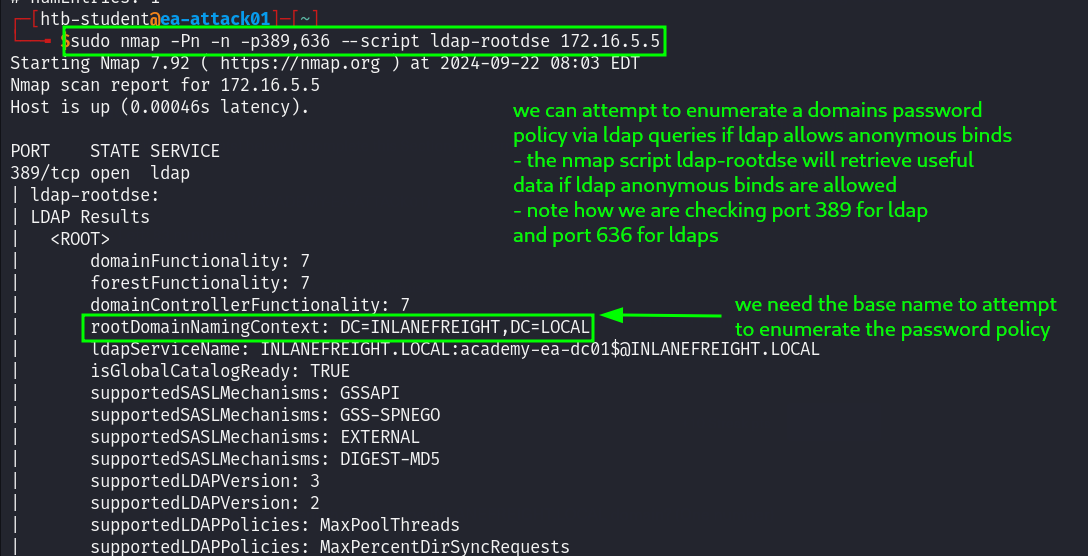 # numEntries: 1
┌─[htb-student@ea-attack01]─[~]
└──╼ $sudo nmap -Pn -n -p389,636 --script ldap-rootdse 172.16.5.5
Starting Nmap 7.92 ( https://nmap.org ) at 2024-09-22 08:03 EDT
Nmap scan report for 172.16.5.5
Host is up (0.00046s latency).
we can attempt to enumerate a domains password
policy via ldap queries if ldap allows anonymous binds
- the nmap script ldap-rootdse will retrieve useful
data if ldap anonymous binds are allowed
- note how we are checking port 389 for ldap
and port 636 for ldaps
PORT    STATE SERVICE
389/tcp open  ldap
| ldap-rootdse:
| LDAP Results
|   <ROOT>
|       domainFunctionality: 7
|       forestFunctionality: 7
|       domainControllerFunctionality: 7
|       rootDomainNamingContext: DC=INLANEFREIGHT,DC=LOCAL
we need the base name to attempt
to enumerate the password policy
|       ldapServiceName: INLANEFREIGHT.LOCAL:academy-ea-dc01$@INLANEFREIGHT.LOCAL
|       isGlobalCatalogReady: TRUE
|       supportedSASLMechanisms: GSSAPI
|       supportedSASLMechanisms: GSS-SPNEGO
|       supportedSASLMechanisms: EXTERNAL
|       supportedSASLMechanisms: DIGEST-MD5
|       supportedLDAPVersion: 3
|       supportedLDAPVersion: 2
|       supportedLDAPPolicies: MaxPoolThreads
|       supportedLDAPPolicies: MaxPercentDirSyncRequests